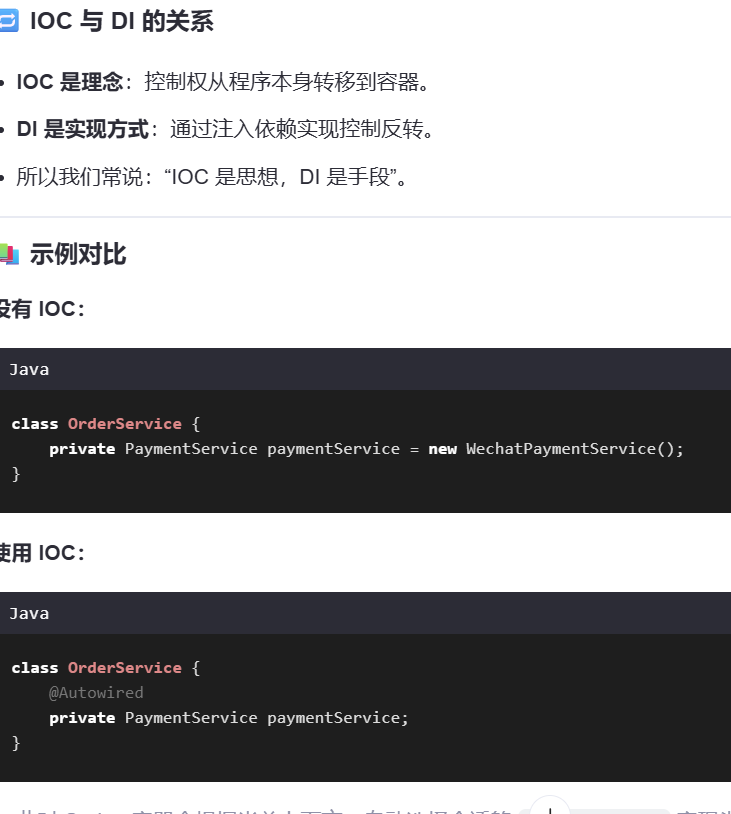 IOC 与 DI 的关系
IOC 是理念：控制权从程序本身转移到容器。
DI 是实现方式：通过注入依赖实现控制反转。
所以我们常说：“IOC 是思想，DI 是手段”。
示例对比
没有 IOC：
Java
class OrderService {
    private PaymentService paymentService = new WechatPaymentService();
}
使用 IOC：
Java
class OrderService {
    @Autowired
    private PaymentService paymentService;
}